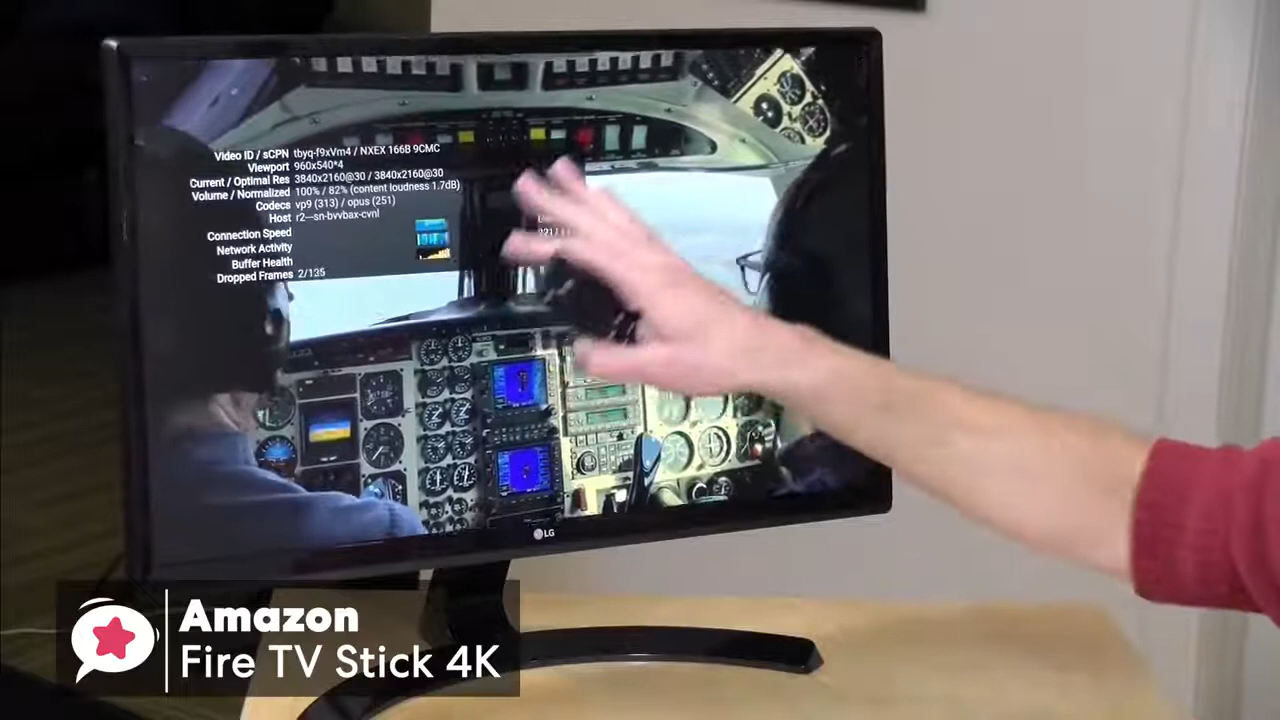 Video ID / sCPN tbyq-f9xVm4 / NXEX 166B 9CMC
Viewport 960x540*4
Current / Optimal Res 3840x2160@30 / 3840x2160@30
Volume / Normalized 100% / 82% (content loudness 1.7dB)
Codecs vp9 (313) / opus (251)
Host r2---sn-bvvbax-cvnl
Connection Speed
Network Activity
Buffer Health
Dropped Frames 2/135
LG
Amazon
Fire TV Stick 4K